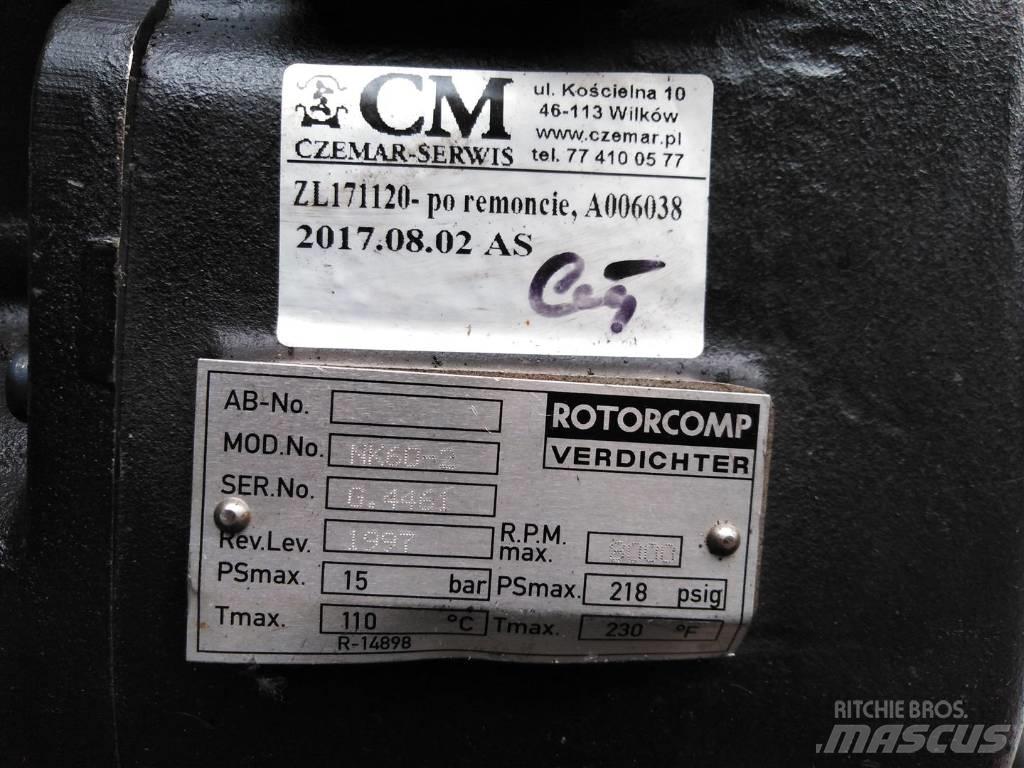 CM
CZEMAR-SERWIS
ul. Kościelna 10
46-113 Wilków
www.czemar.pl
tel. 77 410 05 77
ZL171120- po remoncie, A006038
2017.08.02 AS
AB-No.
ROTORCOMP
VERDICHTER
MOD.No. NK60-2
SER.No. G.4461
Rev.Lev. 1997
R.P.M. max. 8000
PSmax. 15 bar PSmax. 218 psig
Tmax. 110 °C Tmax. 230 °F
R-14898
RITCHIE BROS.
MASCUS